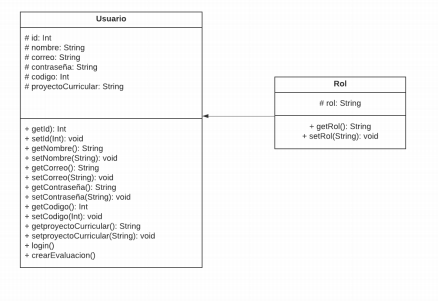 Usuario
# id: Int
# nombre: String
# correo: String
# contraseña: String
# codigo: Int
# proyectoCurricular: String
+ getId(): Int
+ setId(Int): void
+ getNombre(): String
+ setNombre(String): void
+ getCorreo(): String
+ setCorreo(String): void
+ getContraseña(): String
+ setContraseña(String): void
+ getCodigo(): Int
+ setCodigo(Int): void
+ getproyectoCurricular(): String
+ setproyectoCurricular(String): void
+ login()
+ crearEvaluacion()
Rol
# rol: String
+ getRol(): String
+ setRol(String): void